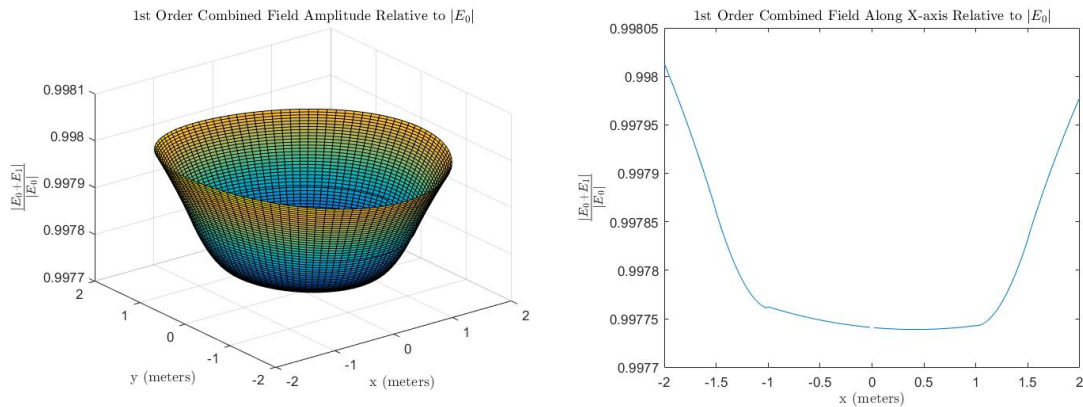 1st Order Combined Field Amplitude Relative to |E₀|
0.9981
0.998
0.9979
0.9978
0.9977
|E₀+E₁|
|E₀|
2
1
0
-1
-2
y (meters)
-2
-1
0
1
2
x (meters)
1st Order Combined Field Along X-axis Relative to |E₀|
0.99805
0.998
0.99795
0.9979
0.99785
0.9978
0.99775
0.9977
|E₀+E₁|
|E₀|
-2 -1.5 -1 -0.5 0 0.5 1 1.5 2
x (meters)